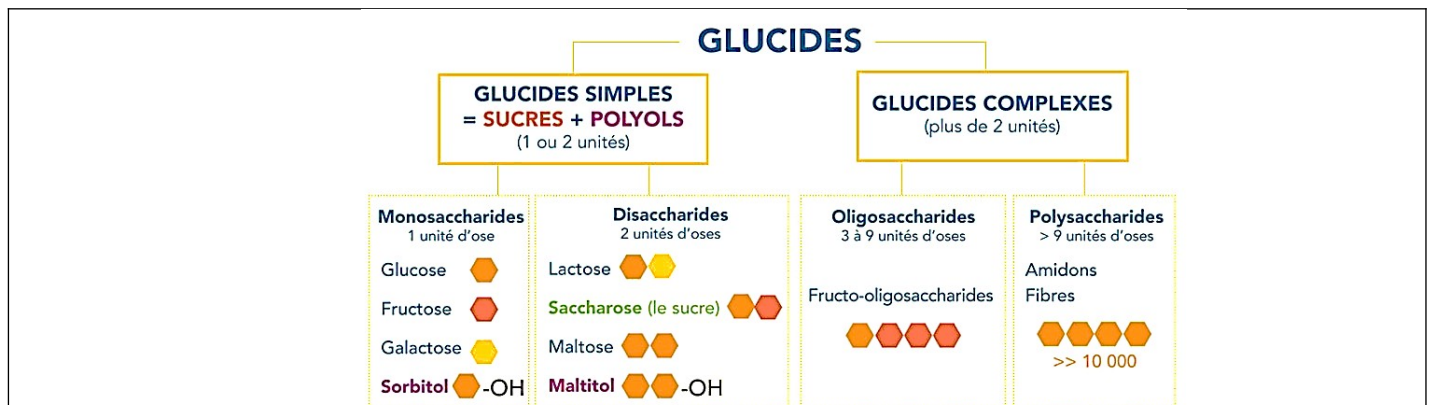 GLUCIDES
GLUCIDES SIMPLES
= SUCRES + POLYOLS
(1 ou 2 unités)
GLUCIDES COMPLEXES
(plus de 2 unités)
Monosaccharides
1 unité d'ose
Glucose
Fructose
Galactose
Sorbitol -OH
Disaccharides
2 unités d'oses
Lactose
Saccharose (le sucre)
Maltose
Maltitol -OH
Oligosaccharides
3 à 9 unités d'oses
Fructo-oligosaccharides
Polysaccharides
> 9 unités d'oses
Amidons
Fibres
>> 10 000